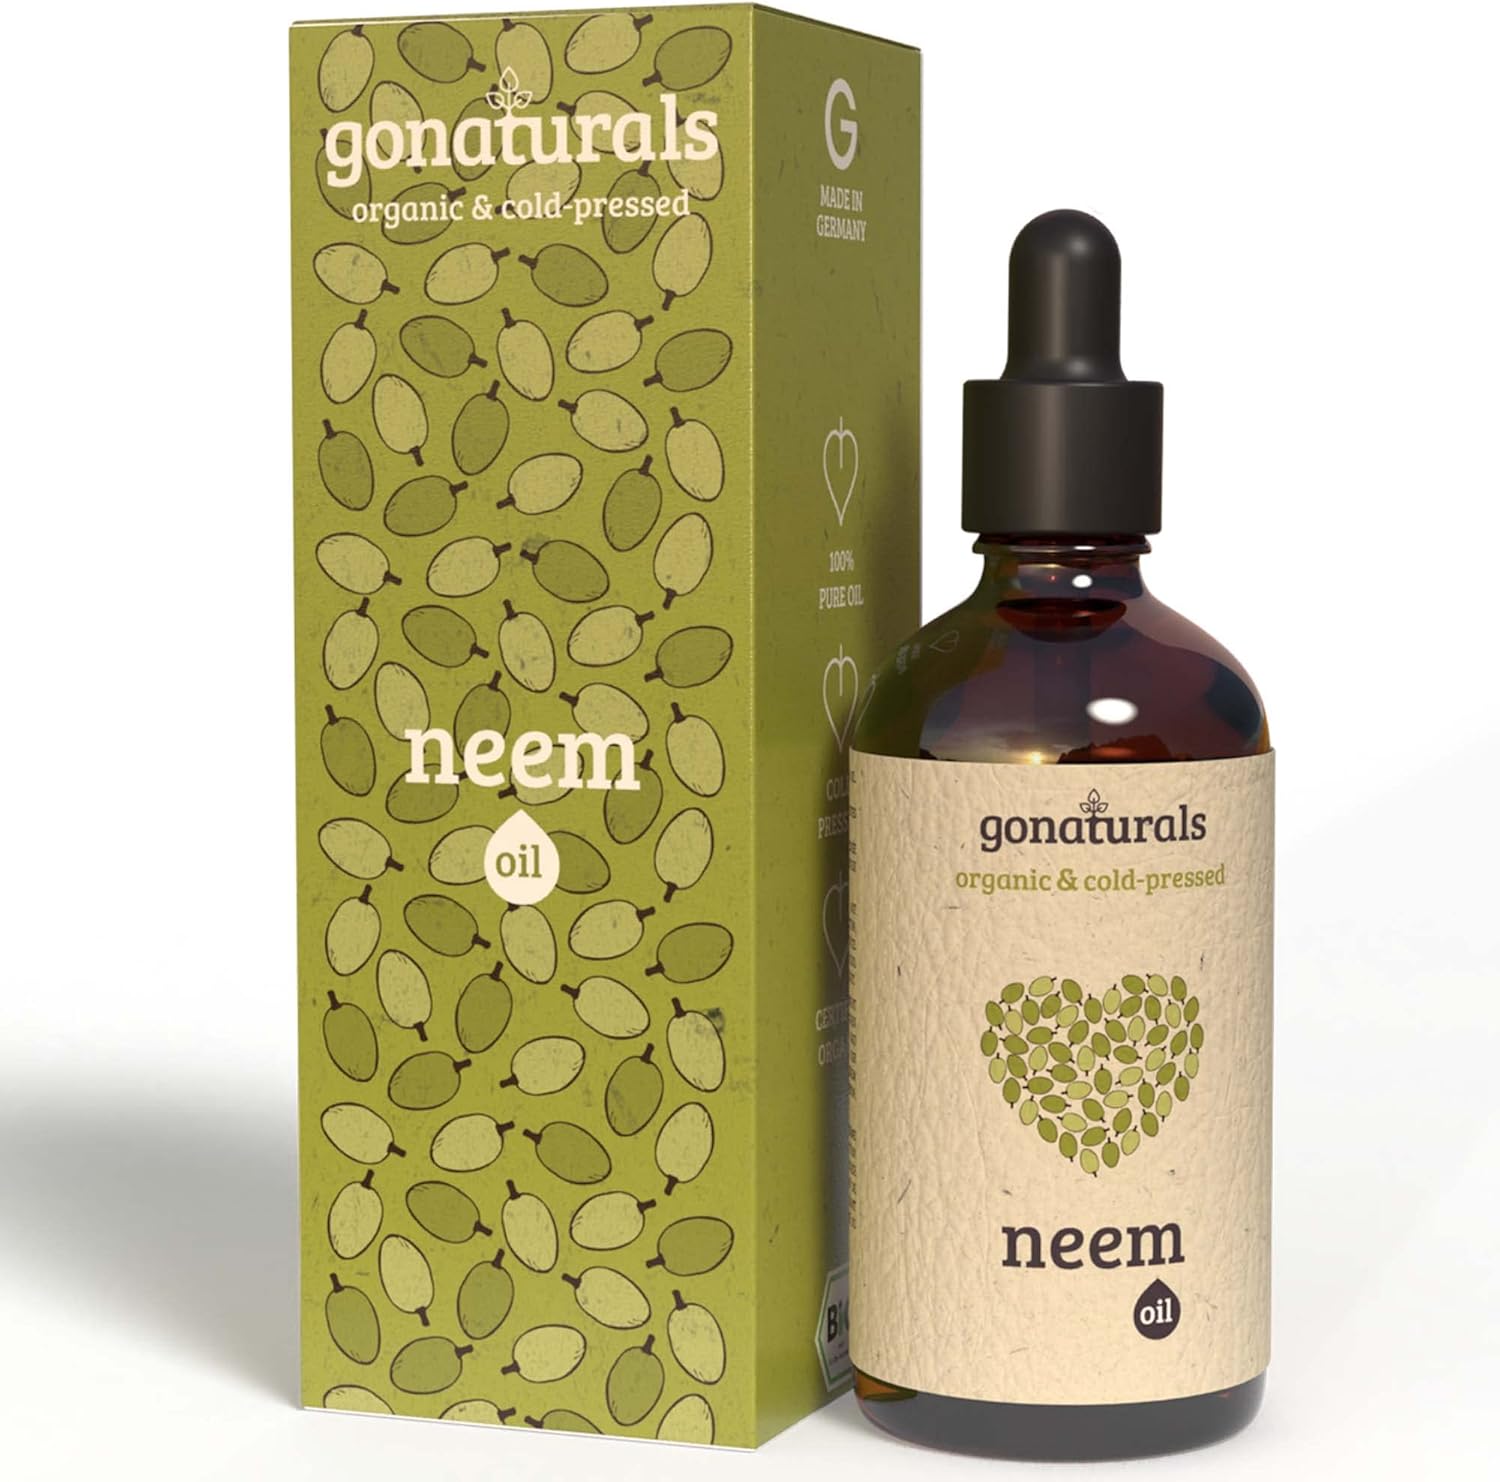 gonaturals
organic & cold-pressed
neem
oil
G
MADE IN
GERMANY
100%
PURE OIL
gonaturals
organic & cold-pressed
neem
oil